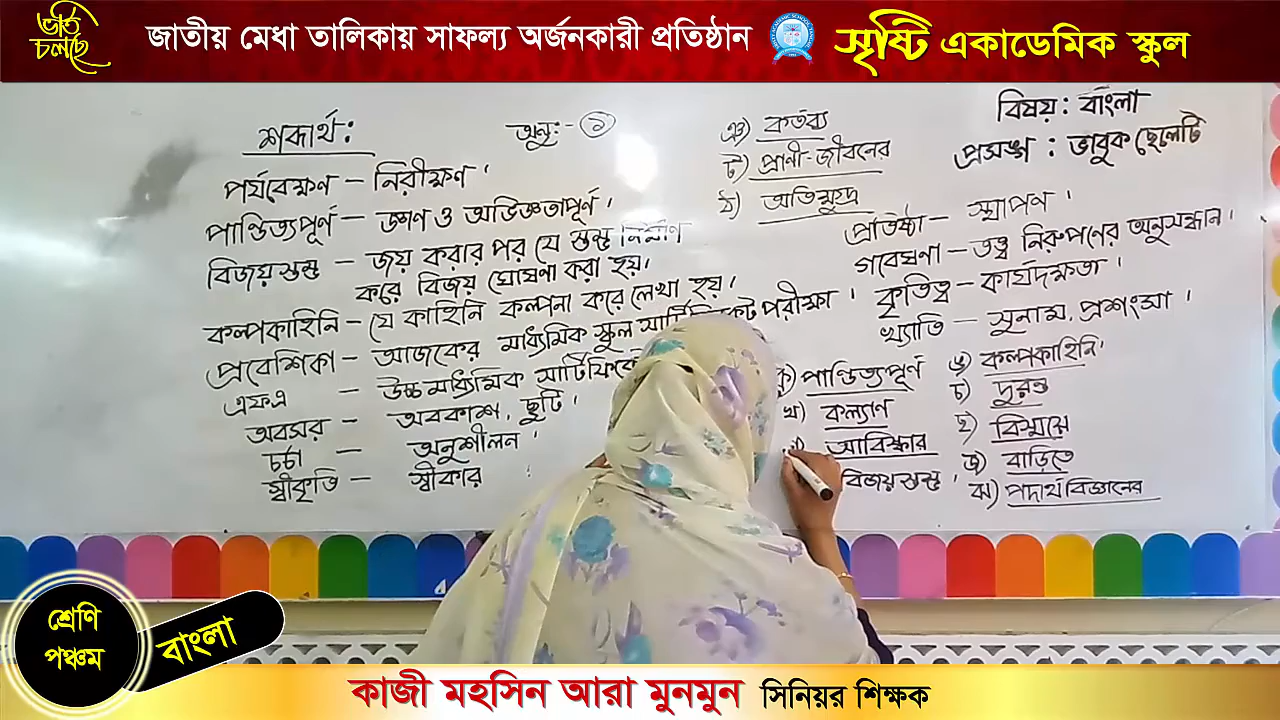 ভর্তি চলছে
জাতীয় মেধা তালিকায় সাফল্য অর্জনকারী প্রতিষ্ঠান সৃষ্টি একাডেমিক স্কুল
বিষয়: বাংলা
প্রসঙ্গ : ভাবুক ছেলেটি
শব্দার্থ:
অনু:- ১
পর্যবেক্ষণ – নিরীক্ষণ।
পান্ডিত্যপূর্ণ – জ্ঞান ও অভিজ্ঞতাপূর্ণ।
বিজয়স্তম্ভ – জয় করার পর যে স্তম্ভ নির্মাণ
করে বিজয় ঘোষনা করা হয়।
কল্পকাহিনি – যে কাহিনি কল্পনা করে লেখা হয়।
প্রবেশিকা – আজকের মাধ্যমিক স্কুল সার্টিফিকেট পরীক্ষা।
এফএ – উচ্চ মাধ্যমিক
অবসর – অবকাশ, ছুটি।
চর্চা – অনুশীলন।
স্বীকৃতি – স্বীকার
ঞ) কর্তব্য
ট) প্রাণী-জীবনের
ঠ) অতিক্ষুদ্র
প্রতিষ্ঠা – স্থাপন।
গবেষণা – তত্ত্ব নিরুপণের অনুসন্ধান।
কৃতিত্ব – কার্যদক্ষতা।
খ্যাতি – সুনাম, প্রশংসা।
ক) পান্ডিত্যপূর্ণ
খ) কল্যাণ
আবিষ্কার
বিজয়স্তম্ভ।
ঙ) কল্পকাহিনি।
চ) দুরন্ত
ছ) বিস্ময়ে
জ) বাড়িতে
ঝ) পদার্থবিজ্ঞানের
শ্রেণি
পঞ্চম
বাংলা
কাজী মহসিন আরা মুনমুন সিনিয়র শিক্ষক